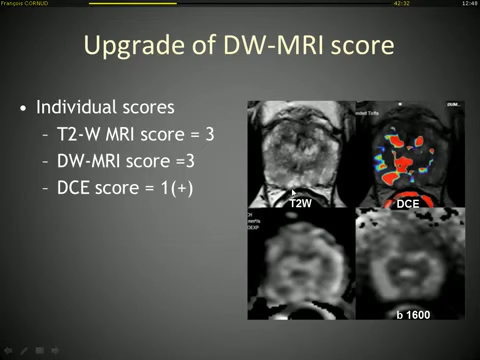 François CORNUD
42:32
12:48
Upgrade of DW-MRI score
• Individual scores
– T2-W MRI score = 3
– DW-MRI score =3
– DCE score = 1(+)
T2W
DCE
b 1600